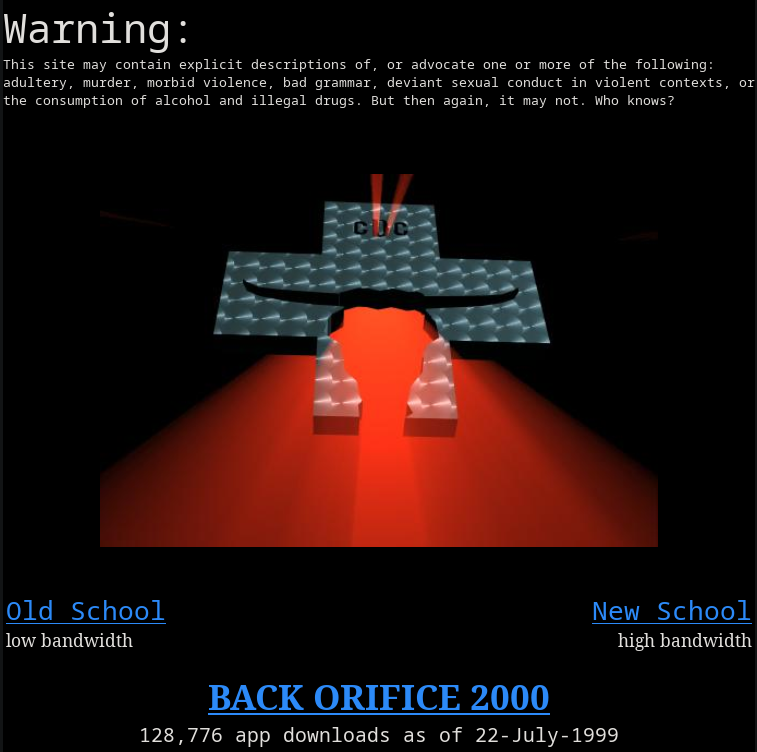 Warning:
This site may contain explicit descriptions of, or advocate one or more of the following:
adultery, murder, morbid violence, bad grammar, deviant sexual conduct in violent contexts, or
the consumption of alcohol and illegal drugs. But then again, it may not. Who knows?
cDc
Old School
New School
low bandwidth
high bandwidth
BACK ORIFICE 2000
128,776 app downloads as of 22-July-1999